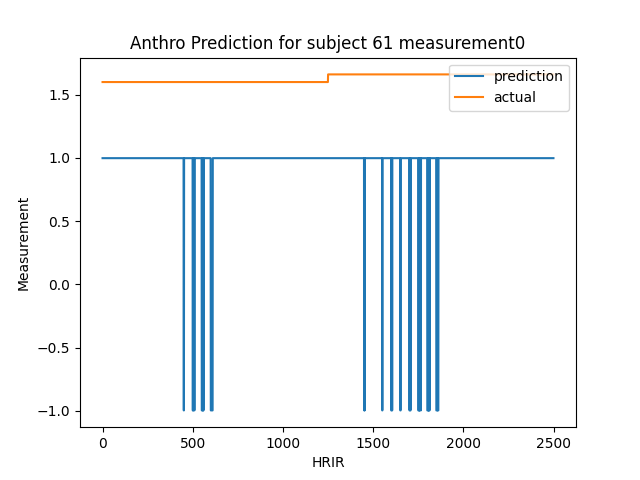 Anthro Prediction for subject 61 measurement0
prediction
actual
1.5
1.0
0.5
0.0
−0.5
−1.0
Measurement
0 500 1000 1500 2000 2500
HRIR